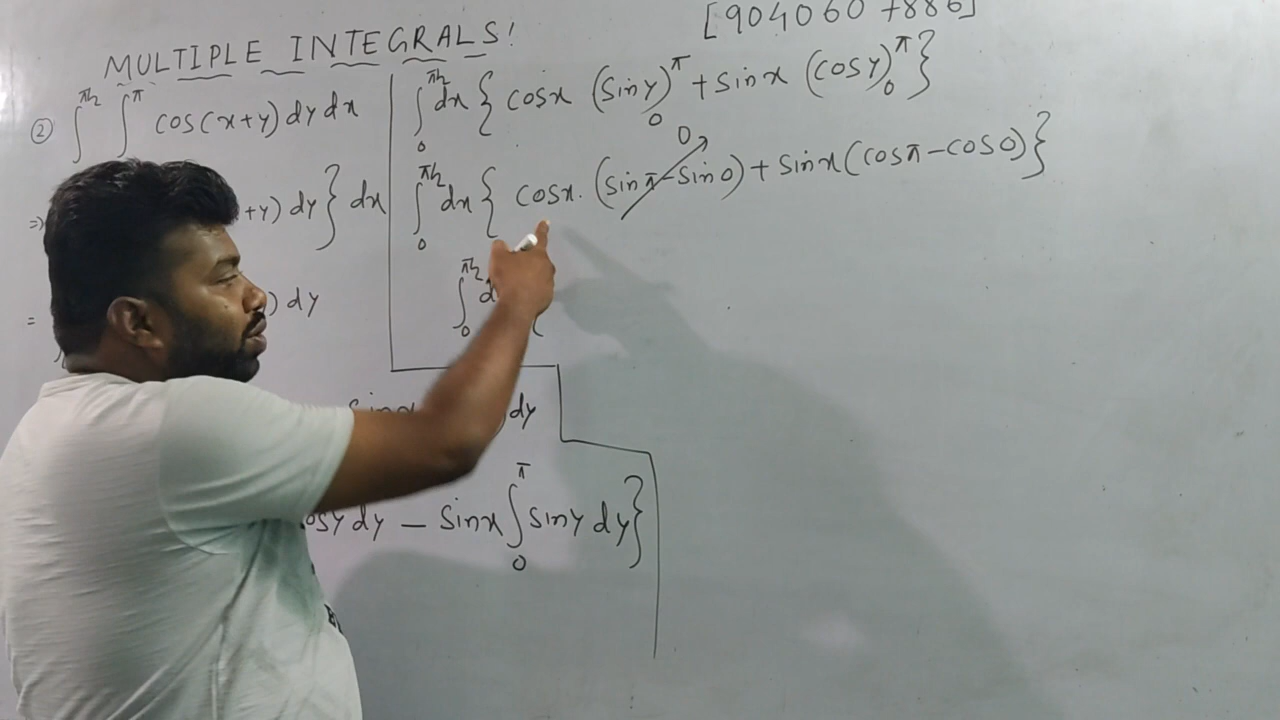 [9040607886]
MULTIPLE INTEGRALS!
② ∫ π/2 ∫ π cos(x+y) dy dx
=> +y) dy } dx
= ) dy
sinx dy
cosy dy − sinx ∫₀^π siny dy }
∫₀^π/2 dx { cosx (siny)₀^π + sinx (cosy)₀^π }
∫₀^π/2 dx { cosx. (sinπ − sin0) 0 + sinx (cosπ − cos0) }
∫₀^π/2 d {